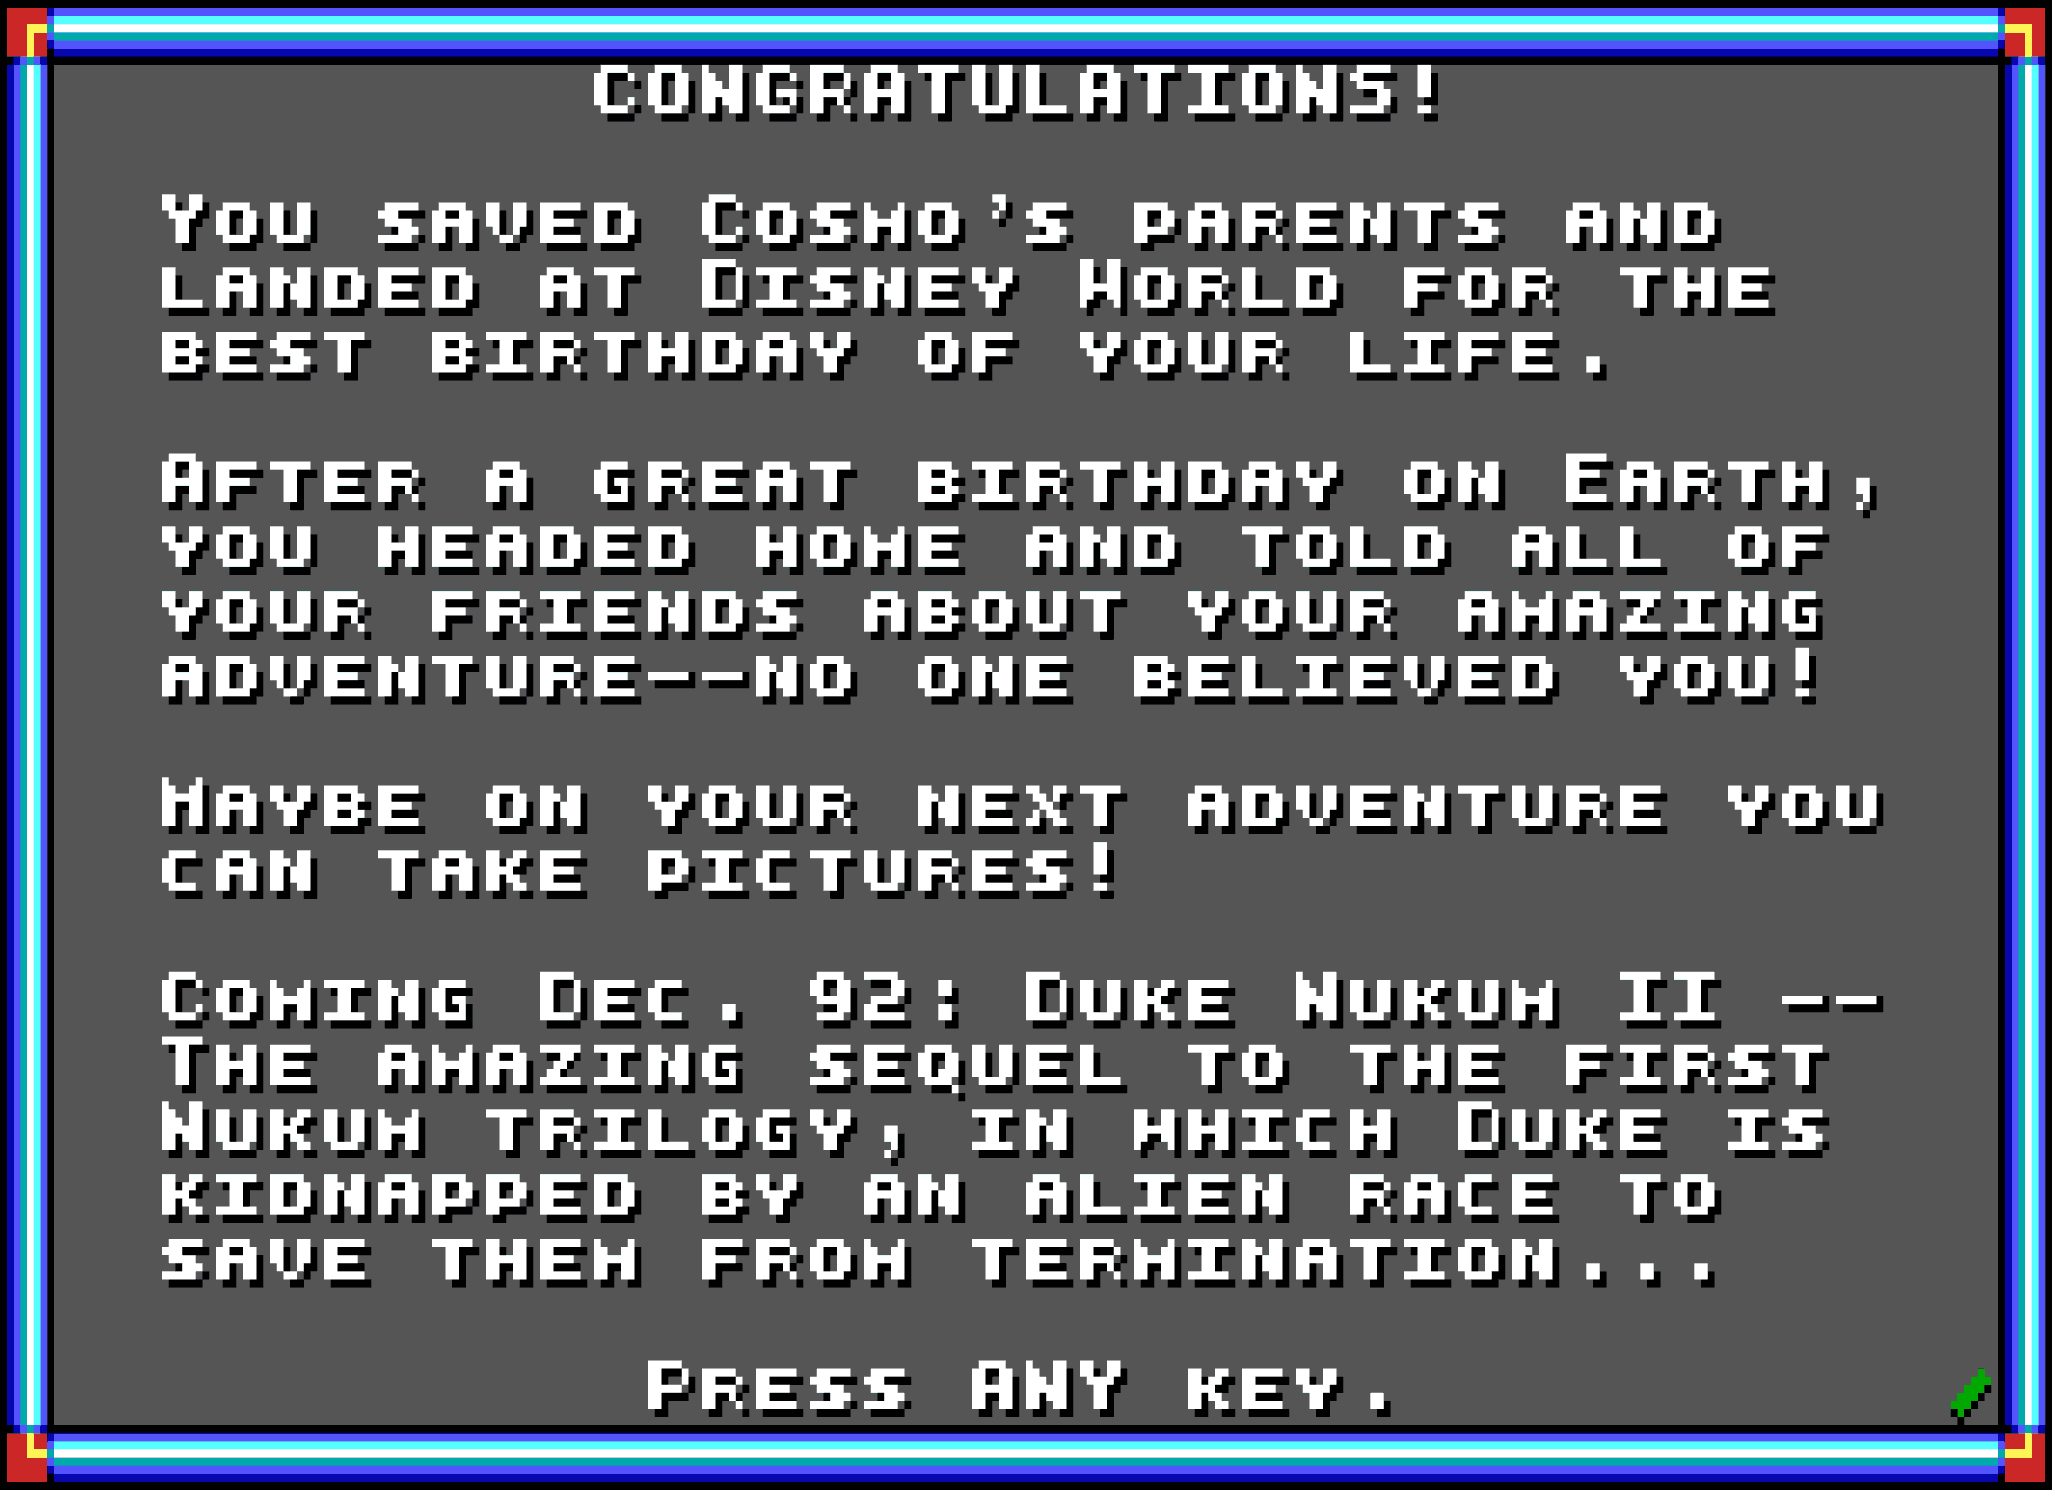 CONGRATULATIONS!
You saved Cosmo's parents and
landed at Disney World for the
best birthday of your life.
After a great birthday on Earth,
you headed home and told all of
your friends about your amazing
adventure--no one believed you!
Maybe on your next adventure you
can take pictures!
Coming Dec. 92: Duke Nukum II --
The amazing sequel to the first
Nukum trilogy, in which Duke is
kidnapped by an alien race to
save them from termination...
Press ANY key.